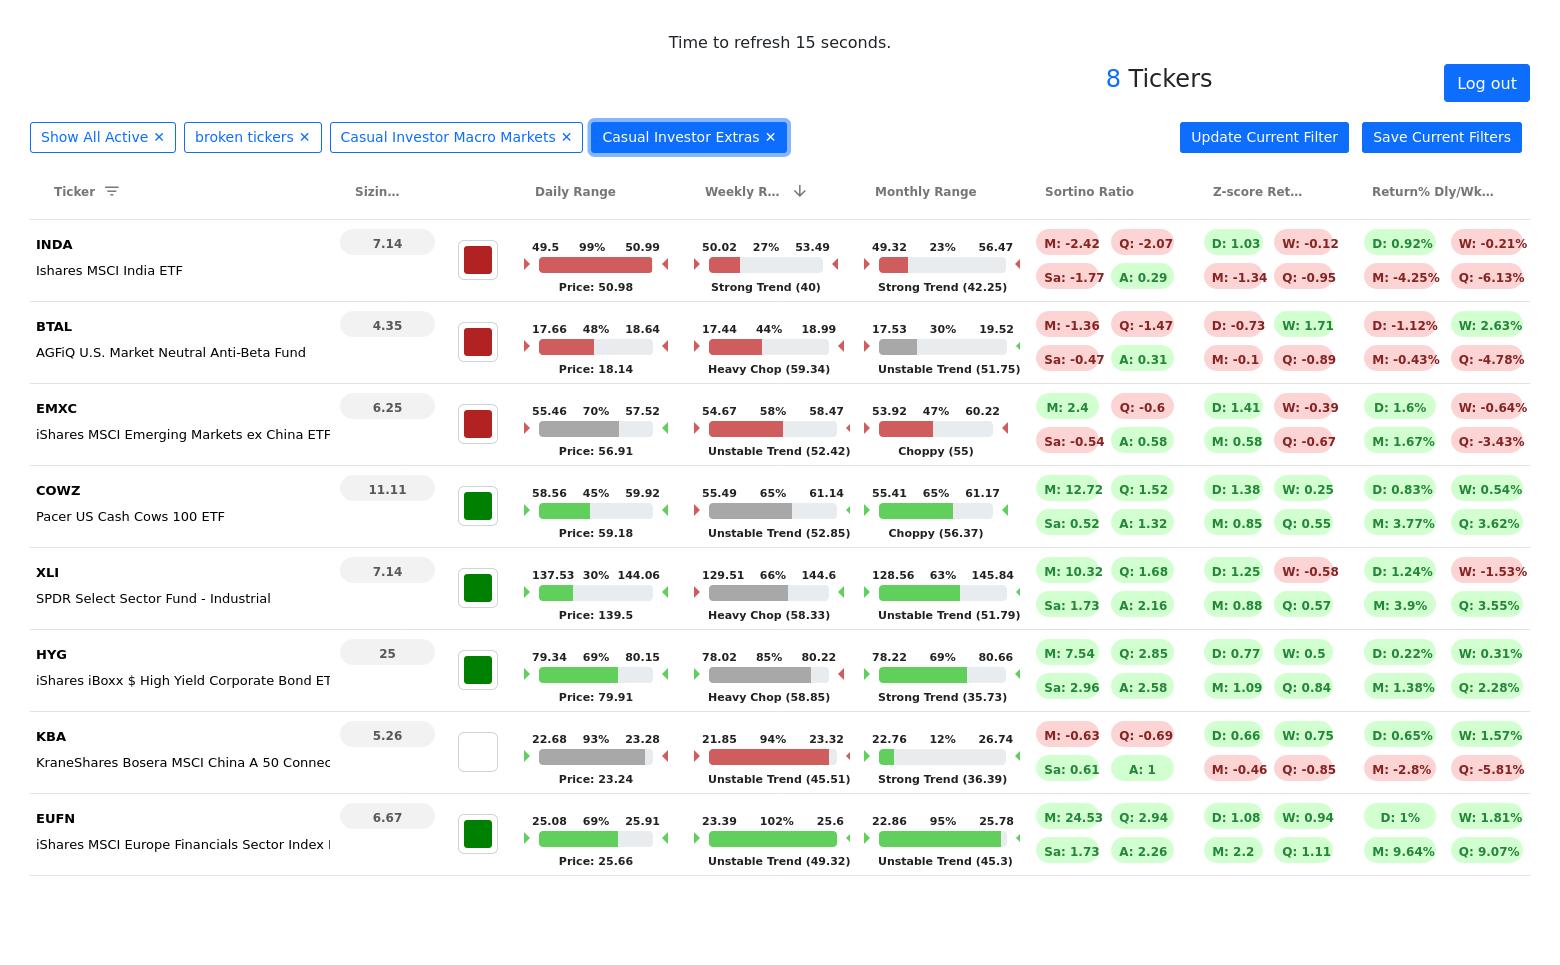 Time to refresh 15 seconds.
8 Tickers
Log out
Show All Active ✕ broken tickers ✕ Casual Investor Macro Markets ✕ Casual Investor Extras ✕ Update Current Filter Save Current Filters
Ticker Sizin... Daily Range Weekly R... Monthly Range Sortino Ratio Z-score Ret... Return% Dly/Wk...
INDA 7.14 49.5 99% 50.99 50.02 27% 53.49 49.32 23% 56.47 M: -2.42 Q: -2.07 D: 1.03 W: -0.12 D: 0.92% W: -0.21%
Ishares MSCI India ETF Sa: -1.77 A: 0.29 M: -1.34 Q: -0.95 M: -4.25% Q: -6.13%
Price: 50.98 Strong Trend (40) Strong Trend (42.25)
BTAL 4.35 17.66 48% 18.64 17.44 44% 18.99 17.53 30% 19.52 M: -1.36 Q: -1.47 D: -0.73 W: 1.71 D: -1.12% W: 2.63%
AGFiQ U.S. Market Neutral Anti-Beta Fund Sa: -0.47 A: 0.31 M: -0.1 Q: -0.89 M: -0.43% Q: -4.78%
Price: 18.14 Heavy Chop (59.34) Unstable Trend (51.75)
EMXC 6.25 55.46 70% 57.52 54.67 58% 58.47 53.92 47% 60.22 M: 2.4 Q: -0.6 D: 1.41 W: -0.39 D: 1.6% W: -0.64%
iShares MSCI Emerging Markets ex China ETF Sa: -0.54 A: 0.58 M: 0.58 Q: -0.67 M: 1.67% Q: -3.43%
Price: 56.91 Unstable Trend (52.42) Choppy (55)
COWZ 11.11 58.56 45% 59.92 55.49 65% 61.14 55.41 65% 61.17 M: 12.72 Q: 1.52 D: 1.38 W: 0.25 D: 0.83% W: 0.54%
Pacer US Cash Cows 100 ETF Sa: 0.52 A: 1.32 M: 0.85 Q: 0.55 M: 3.77% Q: 3.62%
Price: 59.18 Unstable Trend (52.85) Choppy (56.37)
XLI 7.14 137.53 30% 144.06 129.51 66% 144.6 128.56 63% 145.84 M: 10.32 Q: 1.68 D: 1.25 W: -0.58 D: 1.24% W: -1.53%
SPDR Select Sector Fund - Industrial Sa: 1.73 A: 2.16 M: 0.88 Q: 0.57 M: 3.9% Q: 3.55%
Price: 139.5 Heavy Chop (58.33) Unstable Trend (51.79)
HYG 25 79.34 69% 80.15 78.02 85% 80.22 78.22 69% 80.66 M: 7.54 Q: 2.85 D: 0.77 W: 0.5 D: 0.22% W: 0.31%
iShares iBoxx $ High Yield Corporate Bond ET Sa: 2.96 A: 2.58 M: 1.09 Q: 0.84 M: 1.38% Q: 2.28%
Price: 79.91 Heavy Chop (58.85) Strong Trend (35.73)
KBA 5.26 22.68 93% 23.28 21.85 94% 23.32 22.76 12% 26.74 M: -0.63 Q: -0.69 D: 0.66 W: 0.75 D: 0.65% W: 1.57%
KraneShares Bosera MSCI China A 50 Connec Sa: 0.61 A: 1 M: -0.46 Q: -0.85 M: -2.8% Q: -5.81%
Price: 23.24 Unstable Trend (45.51) Strong Trend (36.39)
EUFN 6.67 25.08 69% 25.91 23.39 102% 25.6 22.86 95% 25.78 M: 24.53 Q: 2.94 D: 1.08 W: 0.94 D: 1% W: 1.81%
iShares MSCI Europe Financials Sector Index Sa: 1.73 A: 2.26 M: 2.2 Q: 1.11 M: 9.64% Q: 9.07%
Price: 25.66 Unstable Trend (49.32) Unstable Trend (45.3)